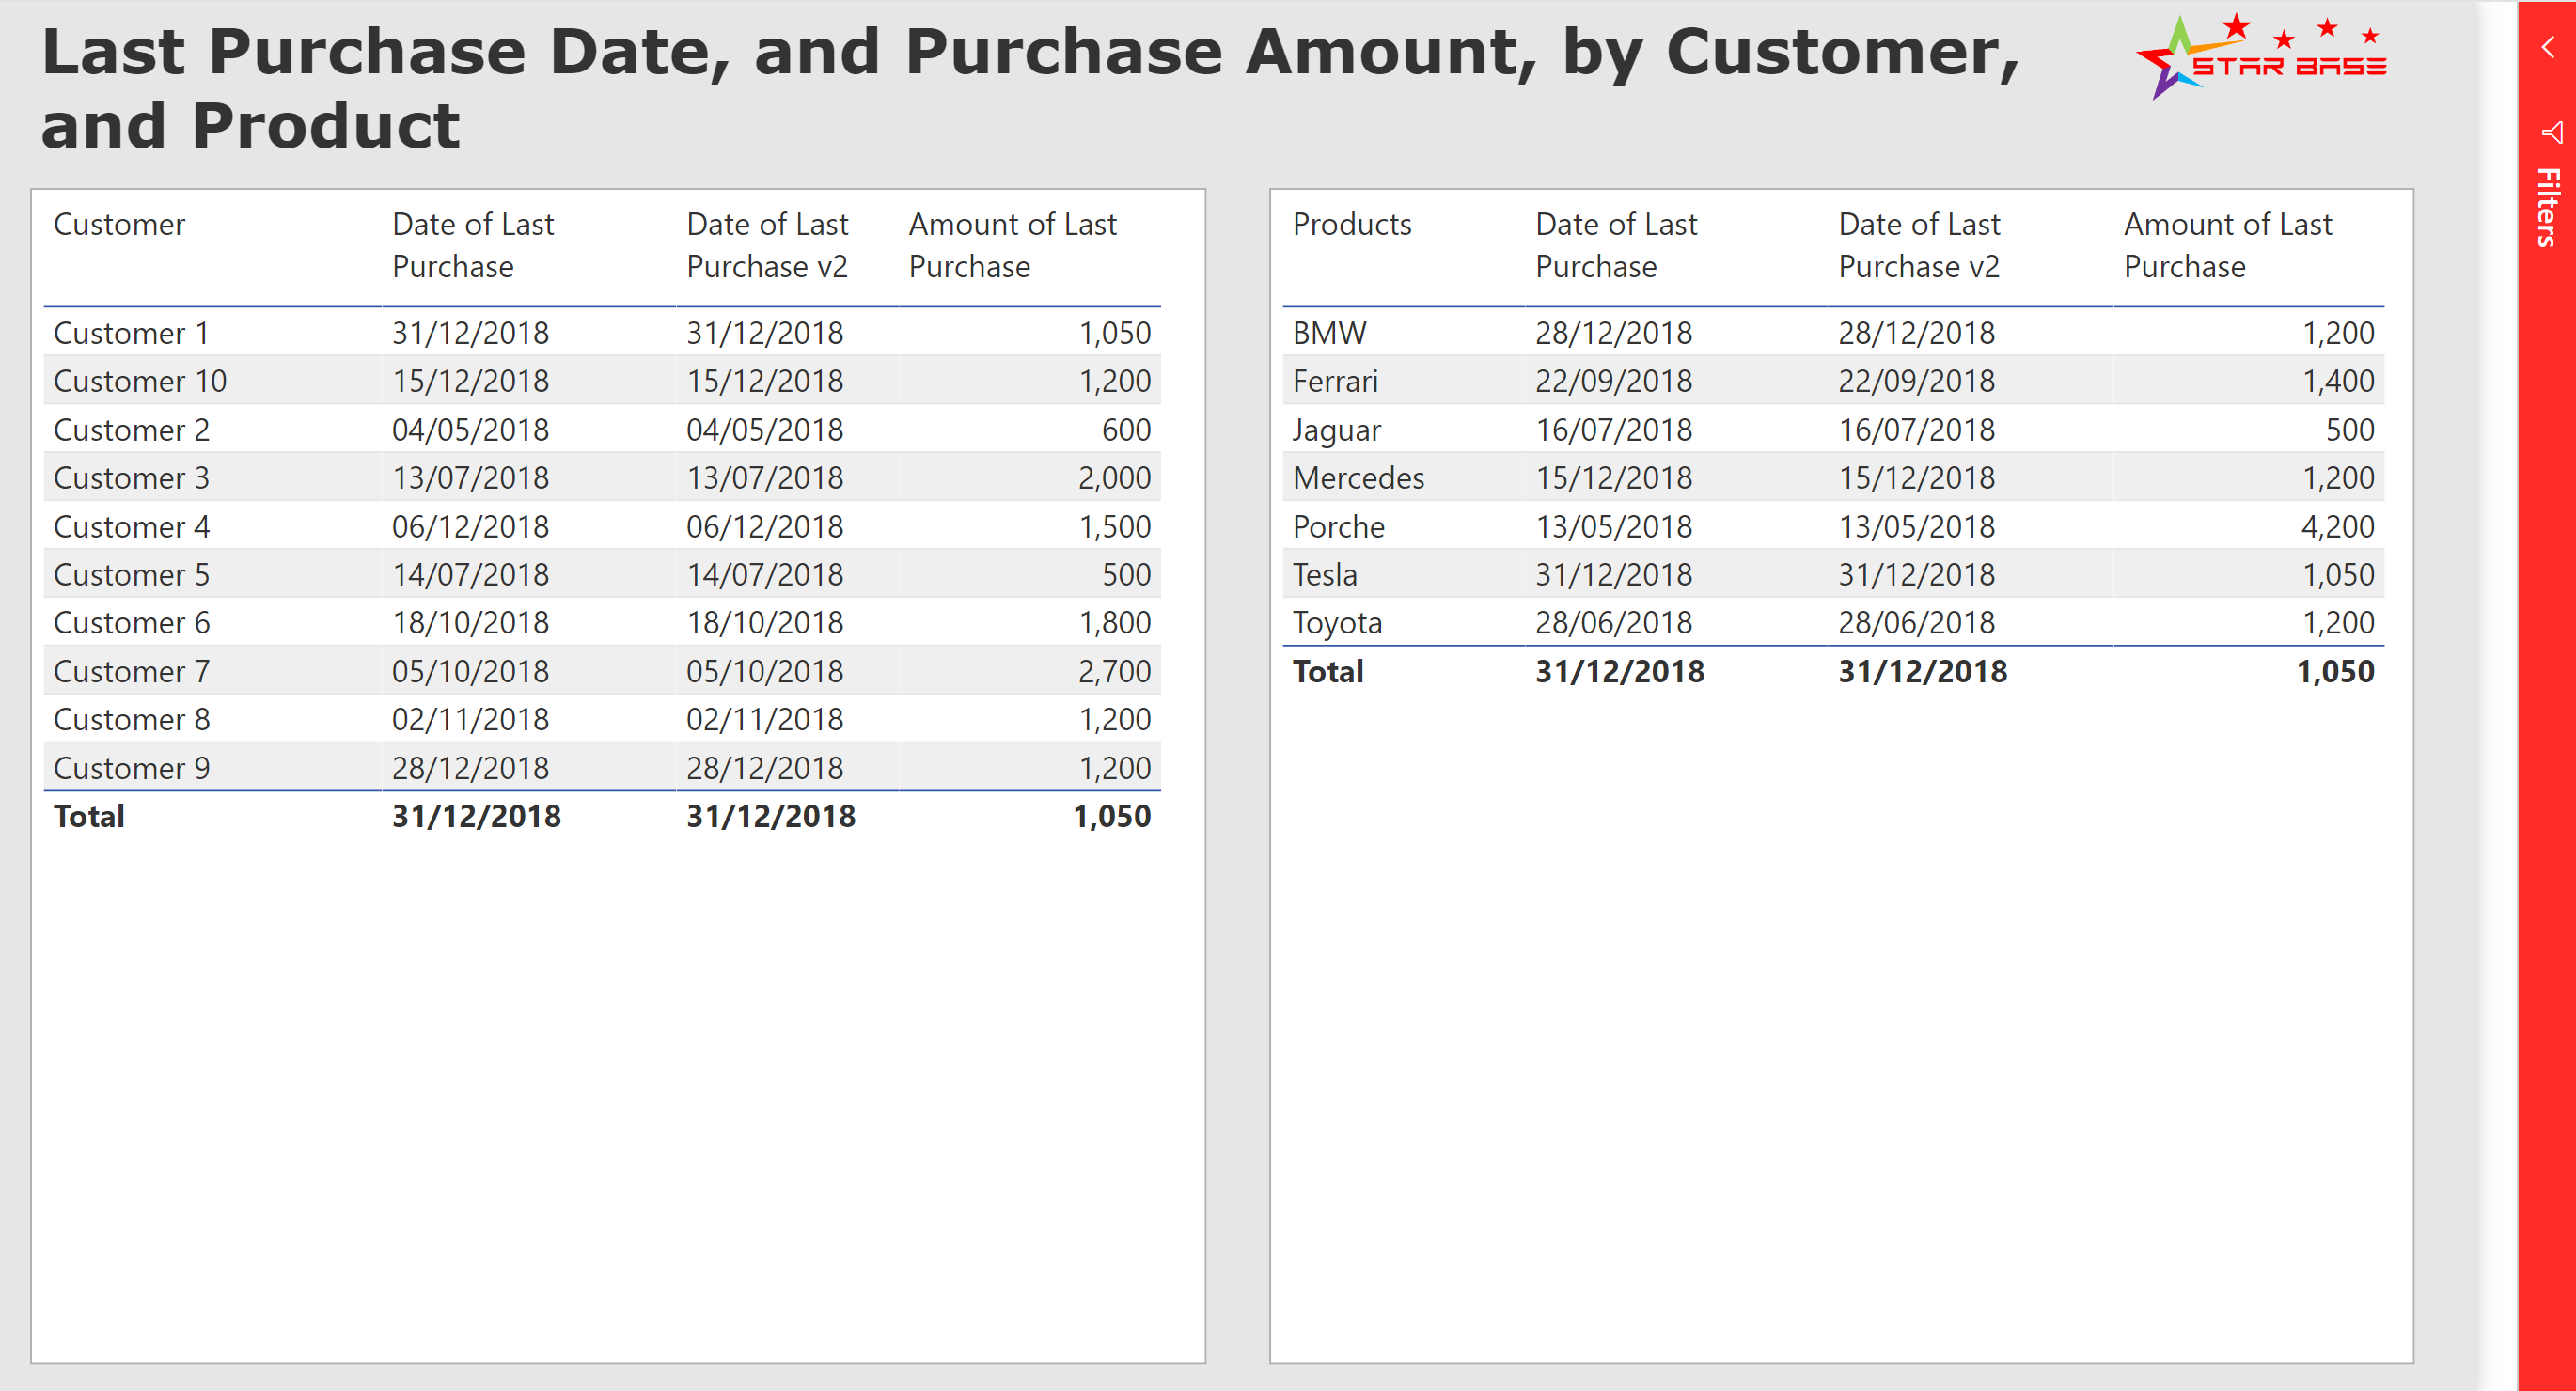 Last Purchase Date, and Purchase Amount, by Customer,
and Product
STAR BASE
Filters
Customer Date of Last Purchase Date of Last Purchase v2 Amount of Last Purchase
Customer 1 31/12/2018 31/12/2018 1,050
Customer 10 15/12/2018 15/12/2018 1,200
Customer 2 04/05/2018 04/05/2018 600
Customer 3 13/07/2018 13/07/2018 2,000
Customer 4 06/12/2018 06/12/2018 1,500
Customer 5 14/07/2018 14/07/2018 500
Customer 6 18/10/2018 18/10/2018 1,800
Customer 7 05/10/2018 05/10/2018 2,700
Customer 8 02/11/2018 02/11/2018 1,200
Customer 9 28/12/2018 28/12/2018 1,200
Total 31/12/2018 31/12/2018 1,050
Products Date of Last Purchase Date of Last Purchase v2 Amount of Last Purchase
BMW 28/12/2018 28/12/2018 1,200
Ferrari 22/09/2018 22/09/2018 1,400
Jaguar 16/07/2018 16/07/2018 500
Mercedes 15/12/2018 15/12/2018 1,200
Porche 13/05/2018 13/05/2018 4,200
Tesla 31/12/2018 31/12/2018 1,050
Toyota 28/06/2018 28/06/2018 1,200
Total 31/12/2018 31/12/2018 1,050